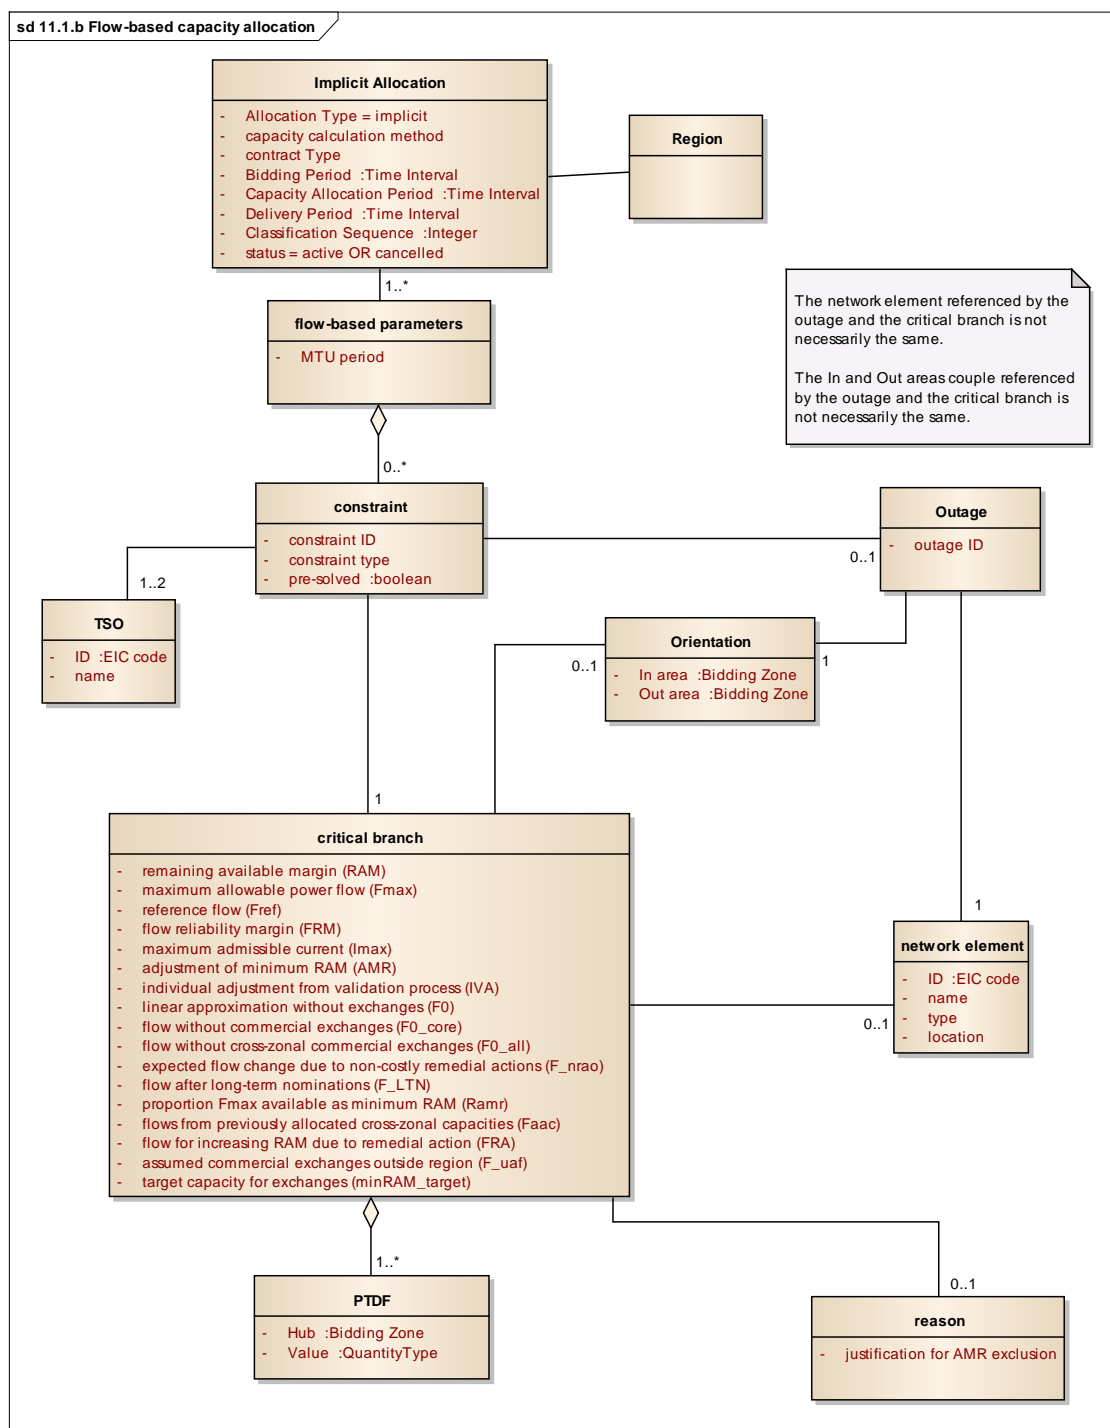 sd 11.1.b Flow-based capacity allocation
Implicit Allocation
- Allocation Type = implicit
- capacity calculation method
- contract Type
- Bidding Period :Time Interval
- Capacity Allocation Period :Time Interval
- Delivery Period :Time Interval
- Classification Sequence :Integer
- status = active OR cancelled
Region
1..*
flow-based parameters
- MTU period
The network element referenced by the
outage and the critical branch is not
necessarily the same.
The In and Out areas couple referenced
by the outage and the critical branch is
not necessarily the same.
0..*
constraint
- constraint ID
- constraint type
- pre-solved :boolean
Outage
- outage ID
0..1
1..2
TSO
- ID :EIC code
- name
Orientation
- In area :Bidding Zone
- Out area :Bidding Zone
0..1
1
1
critical branch
- remaining available margin (RAM)
- maximum allowable power flow (Fmax)
- reference flow (Fref)
- flow reliability margin (FRM)
- maximum admissible current (Imax)
- adjustment of minimum RAM (AMR)
- individual adjustment from validation process (IVA)
- linear approximation without exchanges (F0)
- flow without commercial exchanges (F0_core)
- flow without cross-zonal commercial exchanges (F0_all)
- expected flow change due to non-costly remedial actions (F_nrao)
- flow after long-term nominations (F_LTN)
- proportion Fmax available as minimum RAM (Ramr)
- flows from previously allocated cross-zonal capacities (Faac)
- flow for increasing RAM due to remedial action (FRA)
- assumed commercial exchanges outside region (F_uaf)
- target capacity for exchanges (minRAM_target)
1
network element
- ID :EIC code
- name
- type
- location
0..1
1..*
PTDF
- Hub :Bidding Zone
- Value :QuantityType
0..1
reason
- justification for AMR exclusion